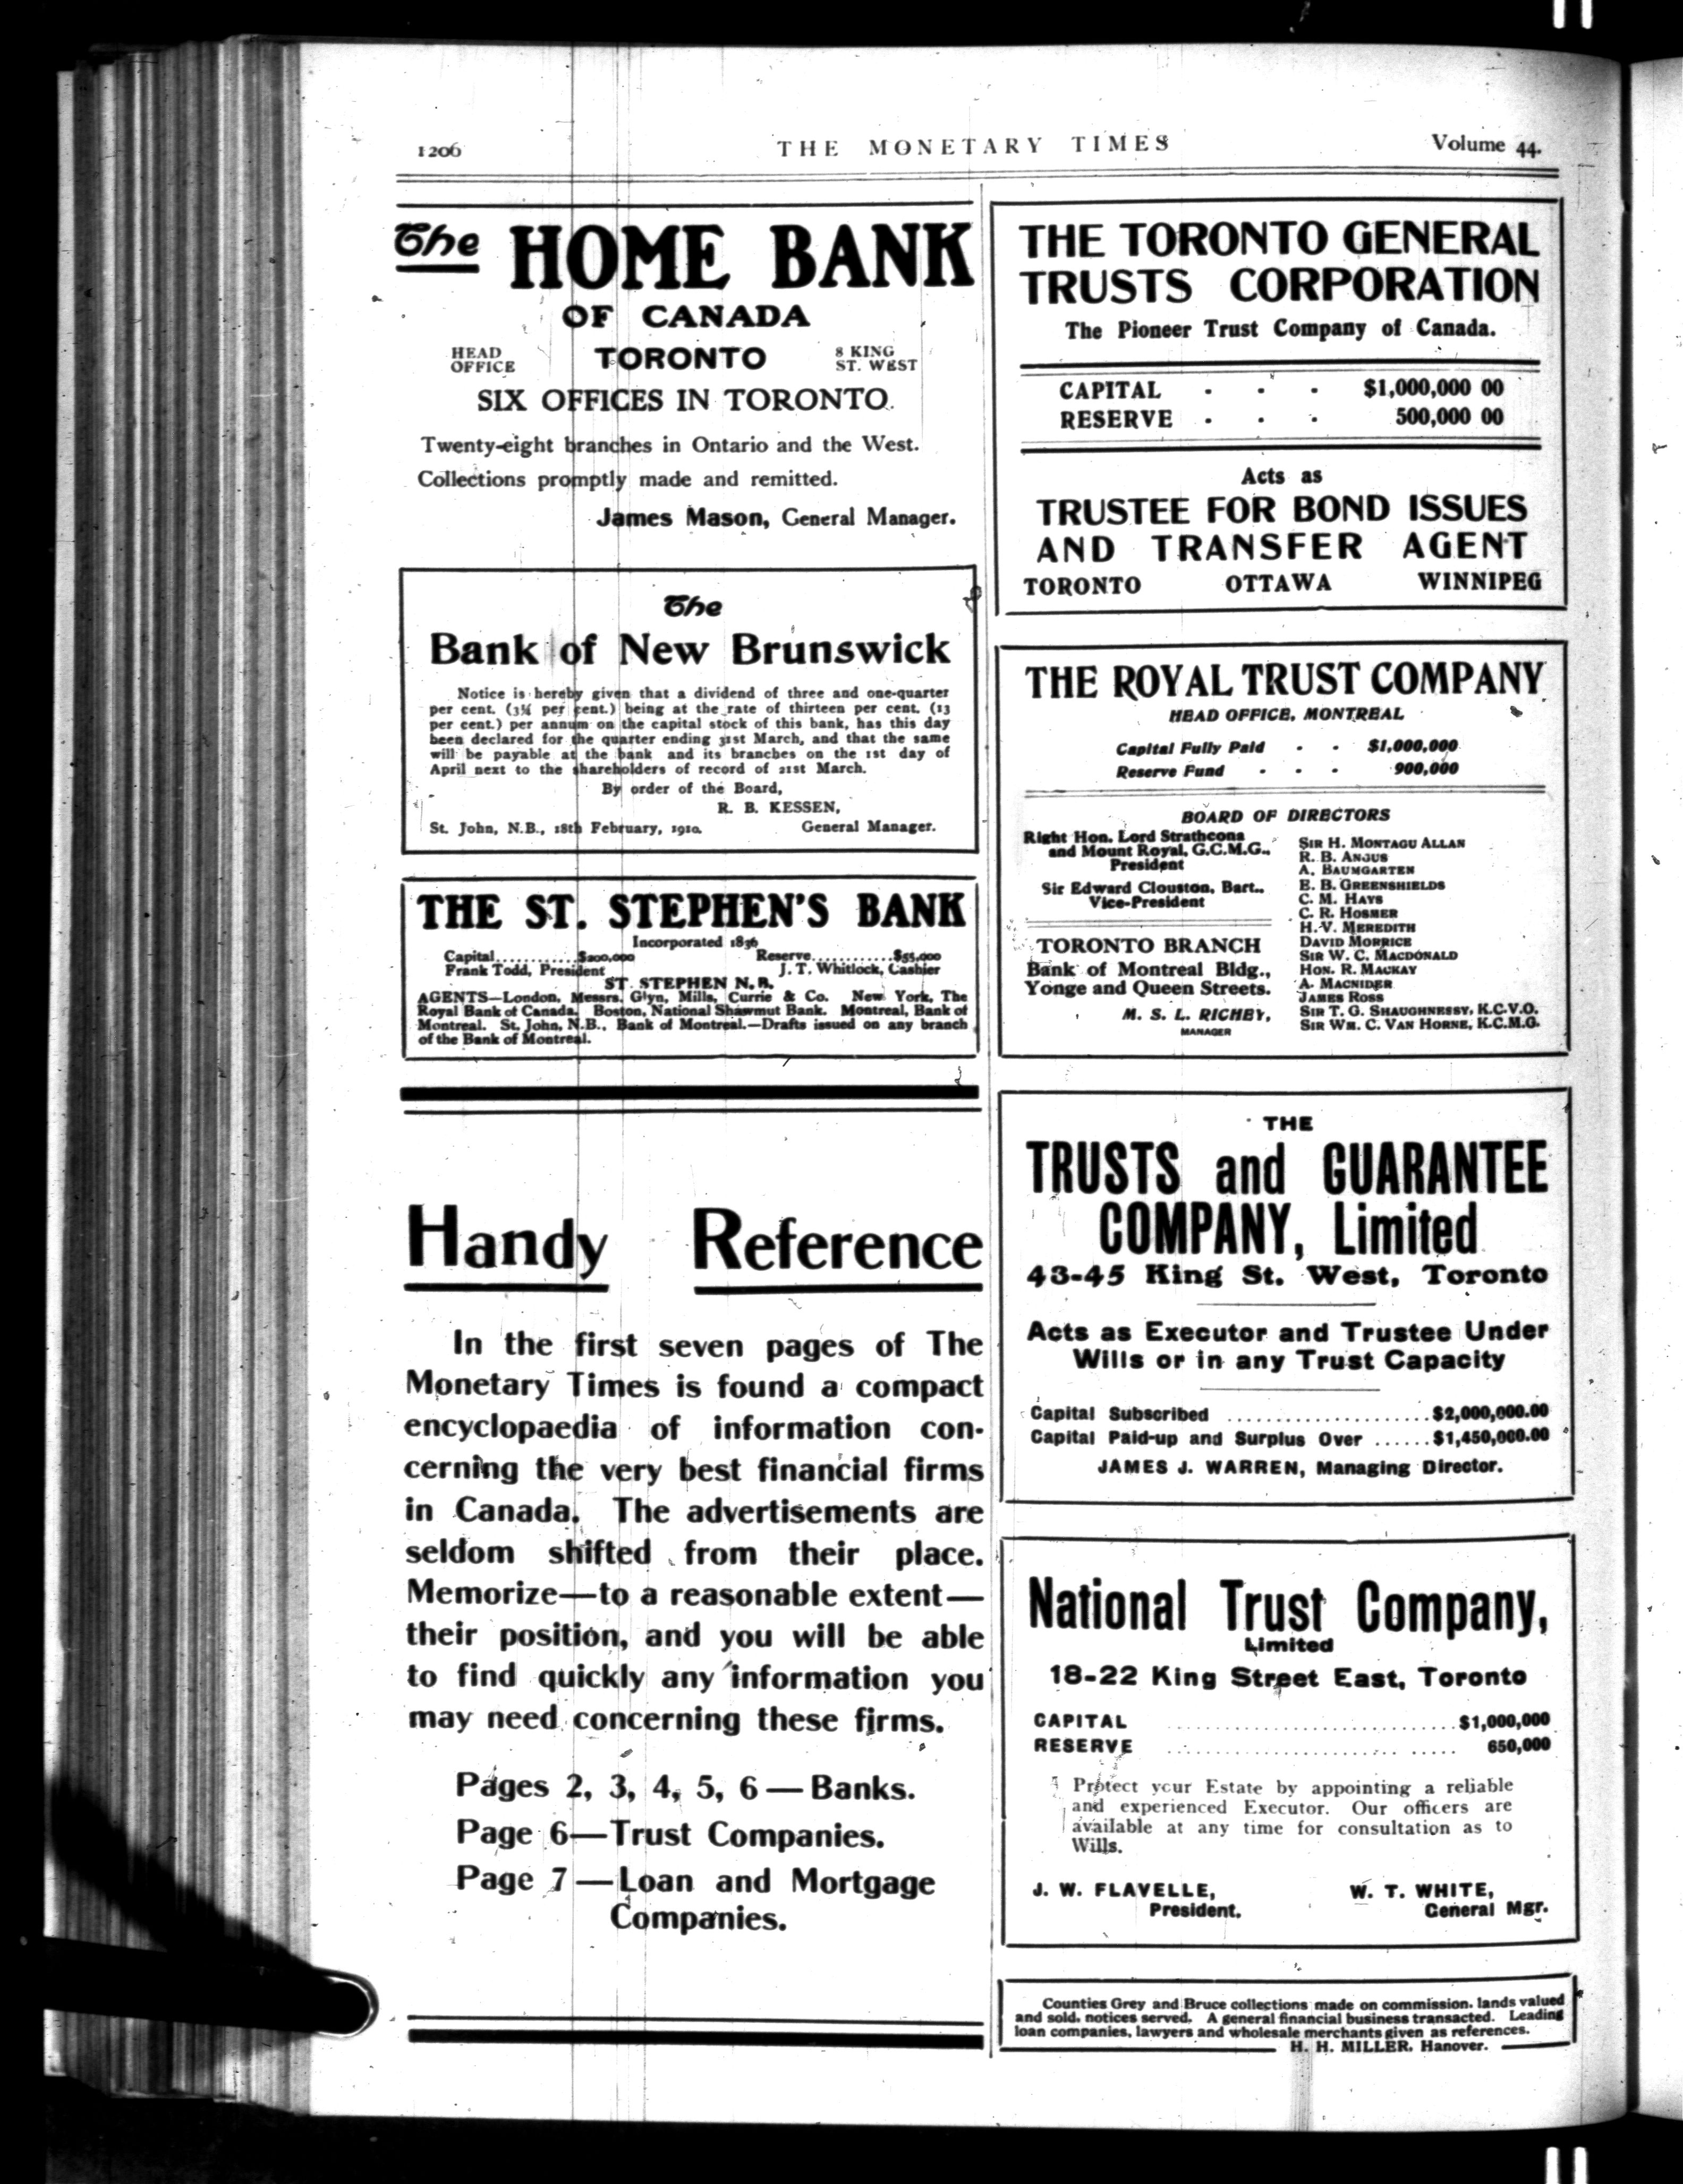 1206
THE MONETARY TIMES
Volume 44.
The HOME BANK
OF CANADA
HEAD OFFICE TORONTO 8 KING ST. WEST
SIX OFFICES IN TORONTO.
Twenty-eight branches in Ontario and the West.
Collections promptly made and remitted.
James Mason, General Manager.
The
Bank of New Brunswick
Notice is hereby given that a dividend of three and one-quarter
per cent. (3¼ per cent.) being at the rate of thirteen per cent. (13
per cent.) per annum on the capital stock of this bank, has this day
been declared for the quarter ending 31st March, and that the same
will be payable at the bank and its branches on the 1st day of
April next to the shareholders of record of 21st March.
By order of the Board,
R. B. KESSEN,
St. John, N.B., 18th February, 1910. General Manager.
THE ST. STEPHEN'S BANK
Incorporated 1836
Capital...........$200,000 Reserve...........$55,000
Frank Todd, President J. T. Whitlock, Cashier
ST. STEPHEN N.B.
AGENTS—London, Messrs. Glyn, Mills, Currie & Co. New York, The
Royal Bank of Canada. Boston, National Shawmut Bank. Montreal, Bank of
Montreal. St. John, N.B., Bank of Montreal.—Drafts issued on any branch
of the Bank of Montreal.
Handy Reference
In the first seven pages of The
Monetary Times is found a compact
encyclopaedia of information con-
cerning the very best financial firms
in Canada. The advertisements are
seldom shifted from their place.
Memorize—to a reasonable extent—
their position, and you will be able
to find quickly any information you
may need concerning these firms.
Pages 2, 3, 4, 5, 6—Banks.
Page 6—Trust Companies.
Page 7—Loan and Mortgage
Companies.
THE TORONTO GENERAL
TRUSTS CORPORATION
The Pioneer Trust Company of Canada.
CAPITAL - - - $1,000,000 00
RESERVE - - - 500,000 00
Acts as
TRUSTEE FOR BOND ISSUES
AND TRANSFER AGENT
TORONTO OTTAWA WINNIPEG
THE ROYAL TRUST COMPANY
HEAD OFFICE, MONTREAL
Capital Fully Paid - - $1,000,000
Reserve Fund - - - 900,000
BOARD OF DIRECTORS
Right Hon. Lord Strathcona
and Mount Royal, G.C.M.G.,
President
Sir Edward Clouston, Bart.,
Vice-President
TORONTO BRANCH
Bank of Montreal Bldg.,
Yonge and Queen Streets.
M. S. L. RICHEY,
MANAGER
SIR H. MONTAGU ALLAN
R. B. ANGUS
A. BAUMGARTEN
E. B. GREENSHIELDS
C. M. HAYS
C. R. HOSMER
H. V. MEREDITH
DAVID MORRICE
SIR W. C. MACDONALD
HON. R. MACKAY
A. MACNIDER
JAMES ROSS
SIR T. G. SHAUGHNESSY, K.C.V.O.
SIR WM. C. VAN HORNE, K.C.M.G.
THE
TRUSTS and GUARANTEE
COMPANY, Limited
43-45 King St. West, Toronto
Acts as Executor and Trustee Under
Wills or in any Trust Capacity
Capital Subscribed .....................$2,000,000.00
Capital Paid-up and Surplus Over ......$1,450,000.00
JAMES J. WARREN, Managing Director.
National Trust Company,
Limited
18-22 King Street East, Toronto
CAPITAL ..............................$1,000,000
RESERVE .............................. 650,000
Protect your Estate by appointing a reliable
and experienced Executor. Our officers are
available at any time for consultation as to
Wills.
J. W. FLAVELLE, W. T. WHITE,
President. General Mgr.
Counties Grey and Bruce collections made on commission, lands valued
and sold, notices served. A general financial business transacted. Leading
loan companies, lawyers and wholesale merchants given as references.
H. H. MILLER, Hanover.